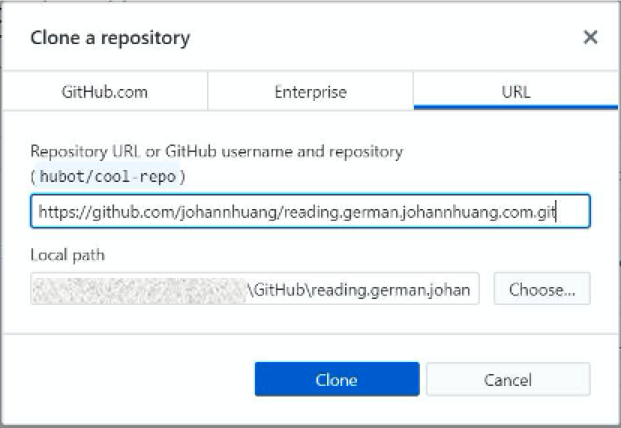 Clone a repository
GitHub.com
Enterprise
URL
Repository URL or GitHub username and repository
(hubot/cool-repo)
https://github.com/johannhuang/reading.german.johannhuang.com.git
Local path
\GitHub\reading.german.johan
Choose...
Clone
Cancel